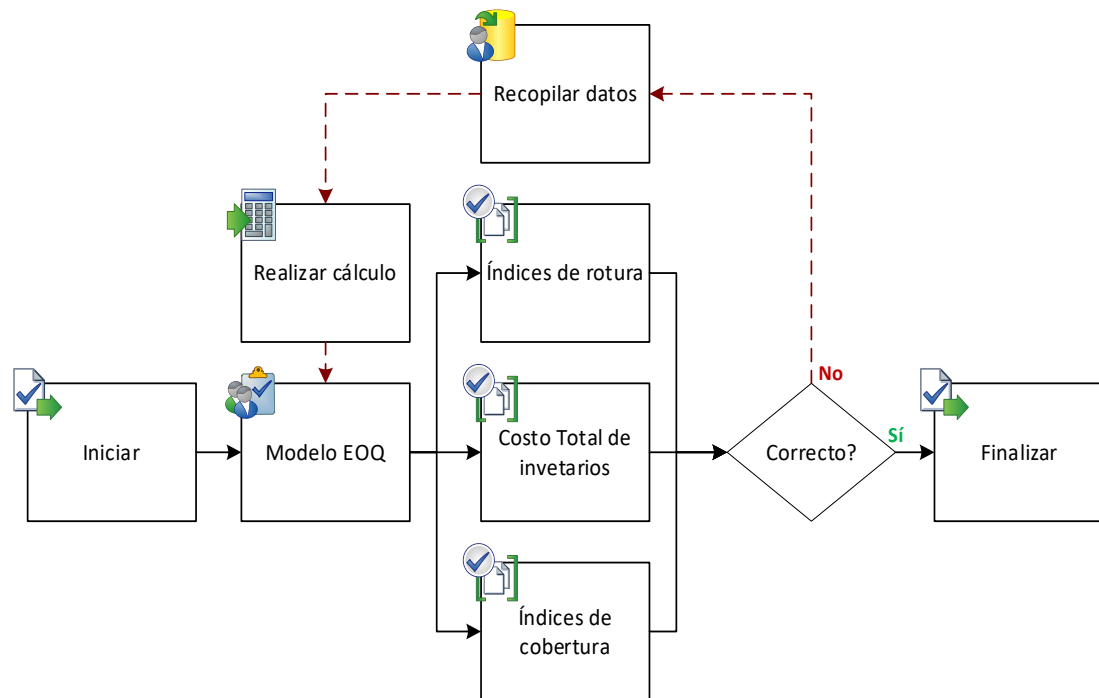 Recopilar datos
Realizar cálculo
Índices de rotura
No
Iniciar
Modelo EOQ
Costo Total de
invetarios
Correcto?
Sí
Finalizar
Índices de
cobertura